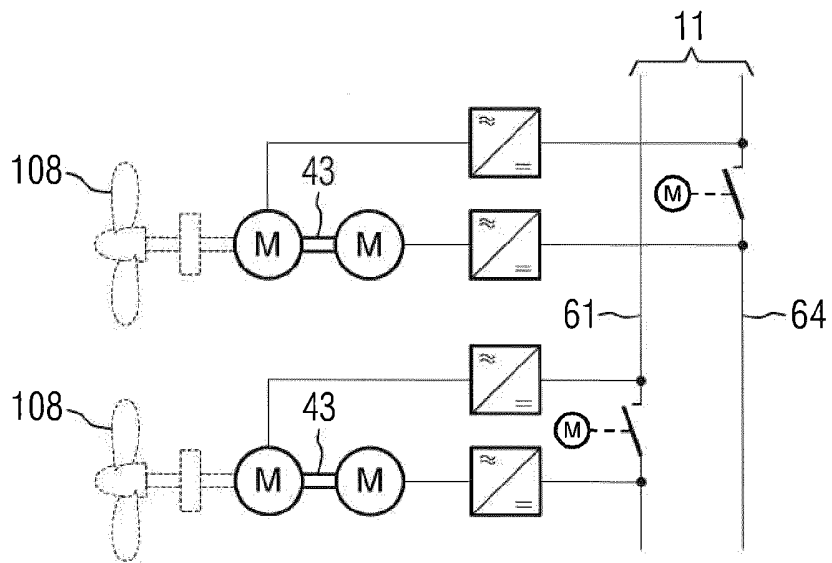 11
≈
108
43
M
M
M
≈
=
=
61
64
≈
108
43
M
M
M
≈
=
=